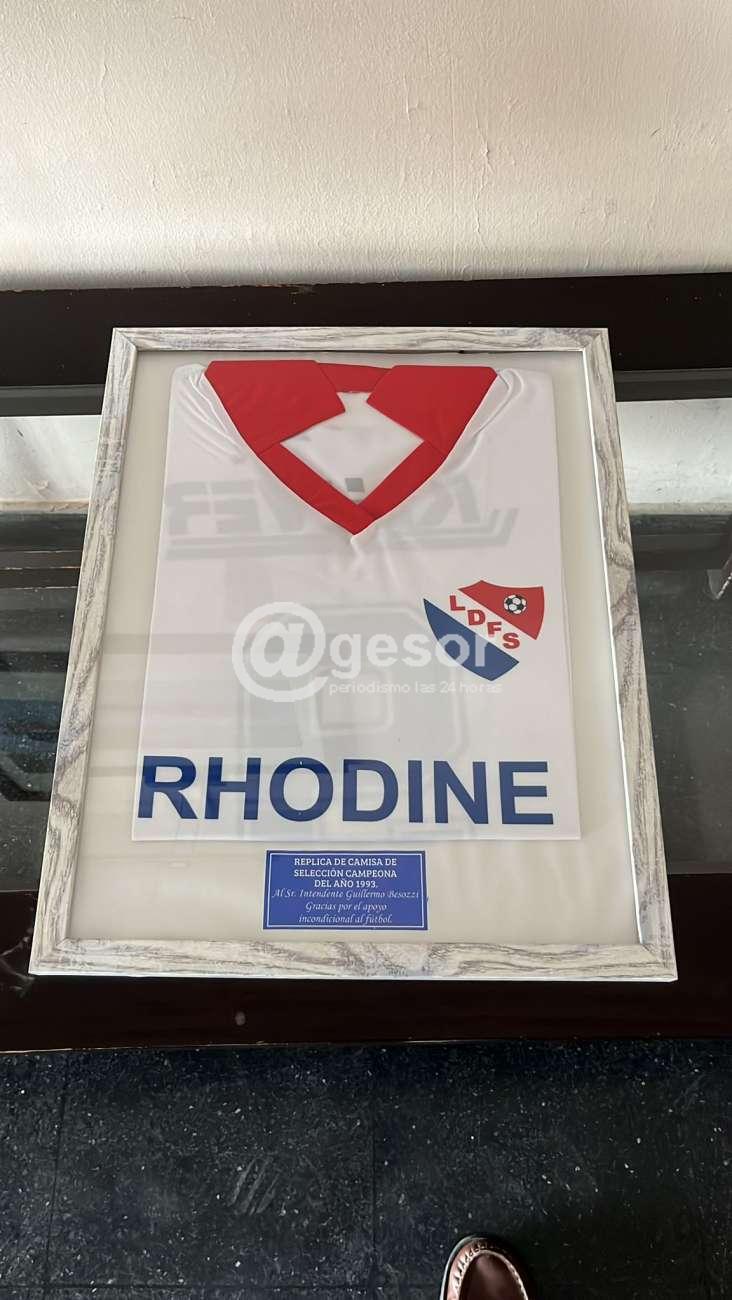 LDFS
@gesor
periodismo las 24 horas
RHODINE
REPLICA DE CAMISA DE
SELECCIÓN CAMPEONA
DEL AÑO 1993.
Al Sr. Intendente Guillermo Besozzi
Gracias por el apoyo
incondicional al fútbol.